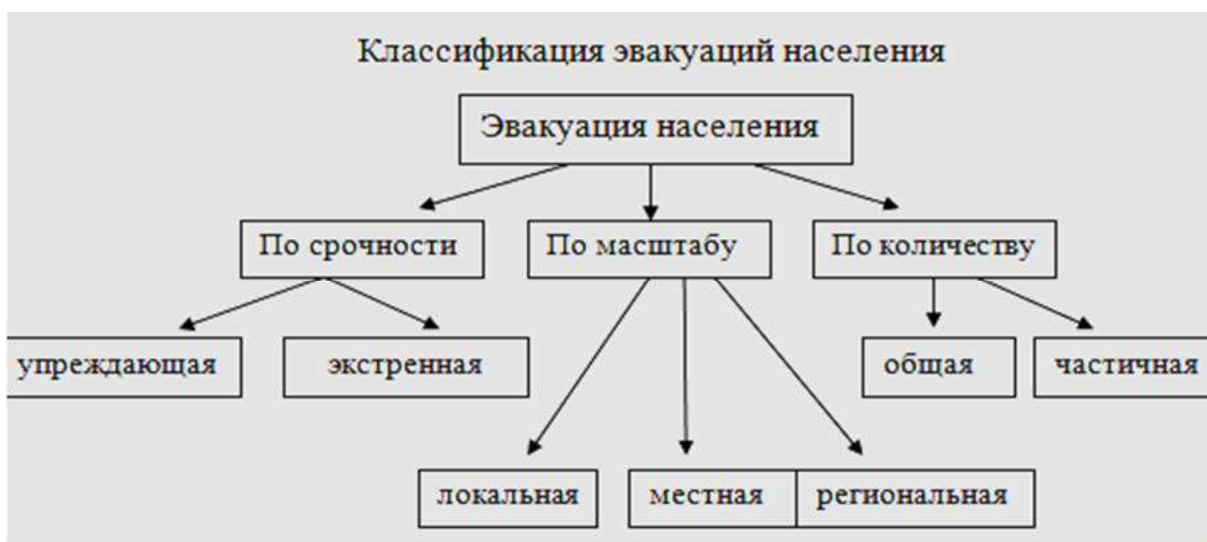 Классификация эвакуаций населения
Эвакуация населения
По срочности
По масштабу
По количеству
упреждающая
экстренная
общая
частичная
локальная
местная
региональная